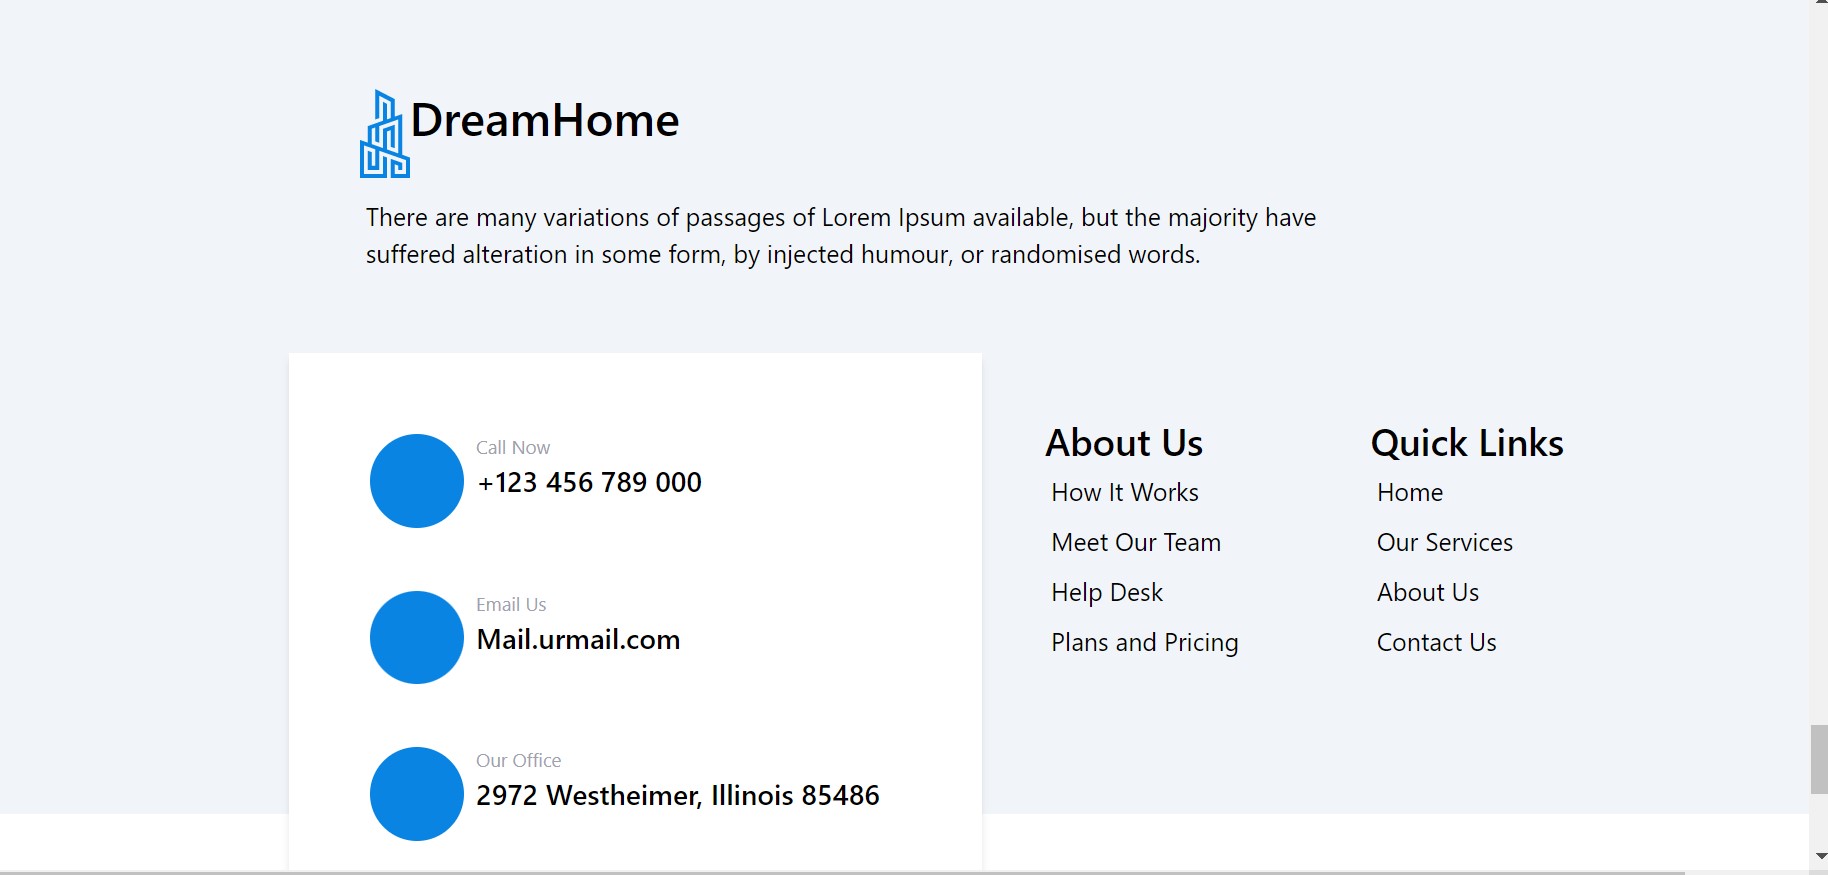 DreamHome
There are many variations of passages of Lorem Ipsum available, but the majority have
suffered alteration in some form, by injected humour, or randomised words.
Call Now
+123 456 789 000
Email Us
Mail.urmail.com
Our Office
2972 Westheimer, Illinois 85486
About Us
How It Works
Meet Our Team
Help Desk
Plans and Pricing
Quick Links
Home
Our Services
About Us
Contact Us